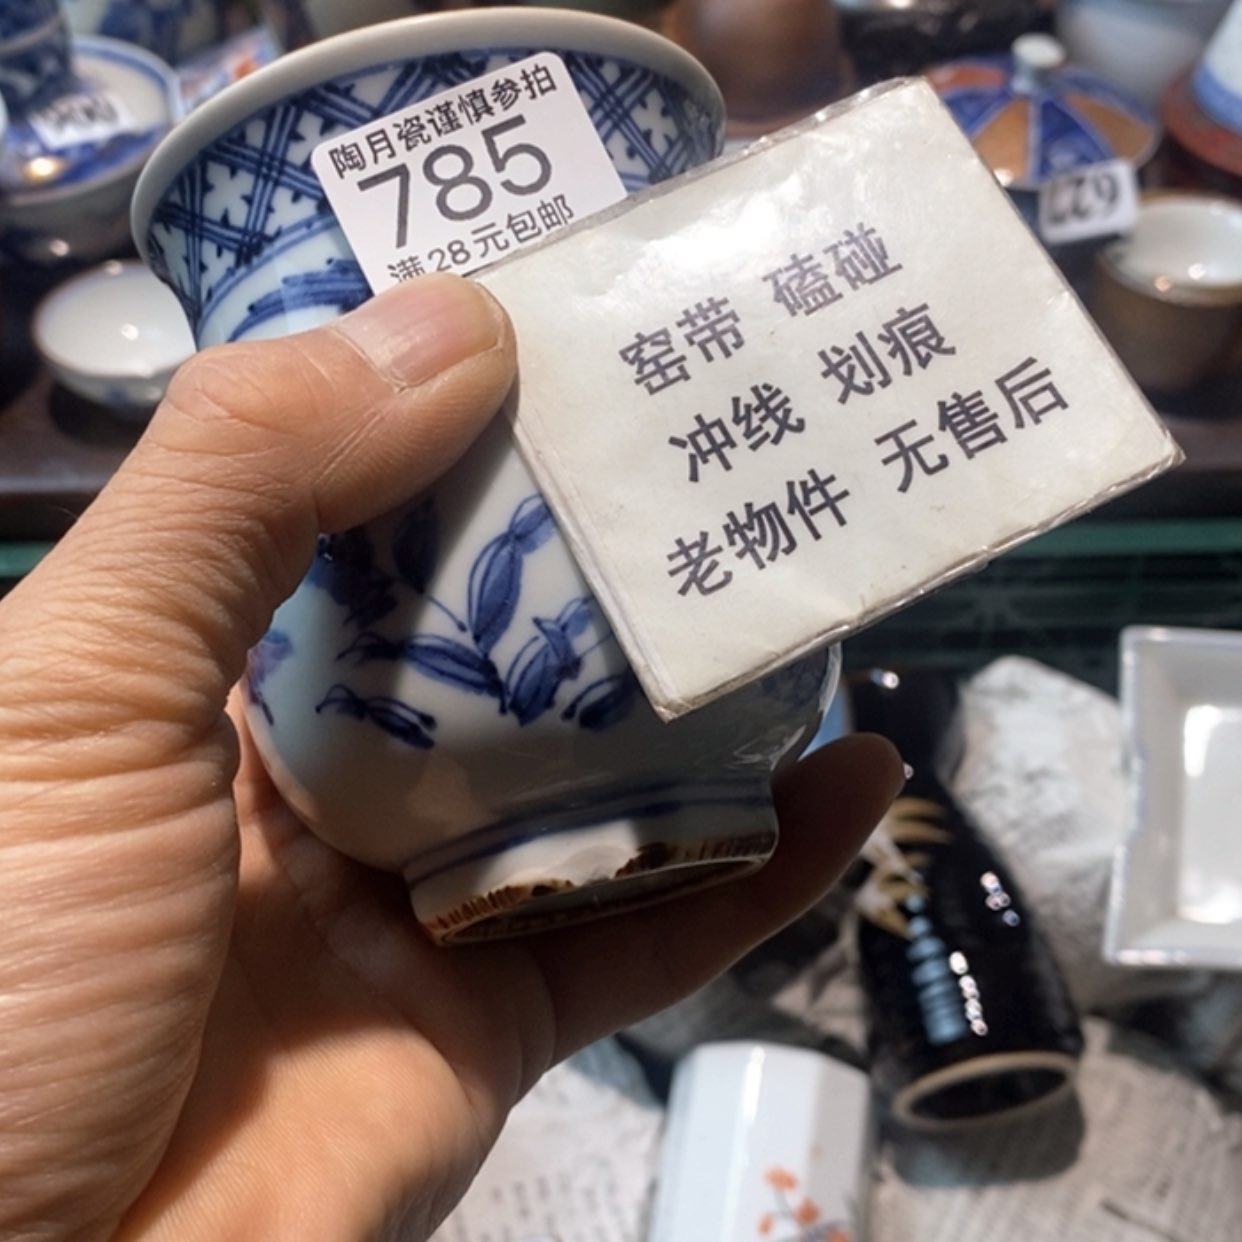 陶月瓷谨慎参拍
785
满28元包邮
窑带 磕碰
冲线 划痕
老物件 无售后